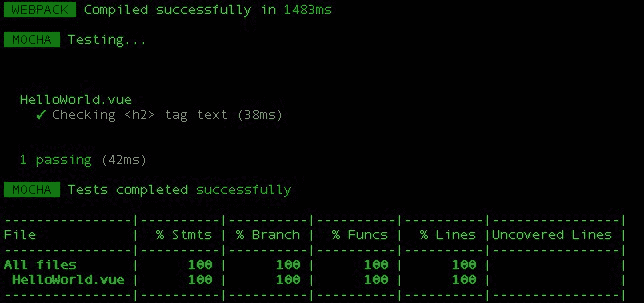 WEBPACK Compiled successfully in 1483ms
MOCHA Testing...
HelloWorld.vue
✓ Checking <h2> tag text (38ms)
1 passing (42ms)
MOCHA Tests completed successfully
----------------|----------|----------|----------|----------|----------------|
File | % Stmts | % Branch | % Funcs | % Lines |Uncovered Lines |
----------------|----------|----------|----------|----------|----------------|
All files | 100 | 100 | 100 | 100 | |
HelloWorld.vue | 100 | 100 | 100 | 100 | |
----------------|----------|----------|----------|----------|----------------|